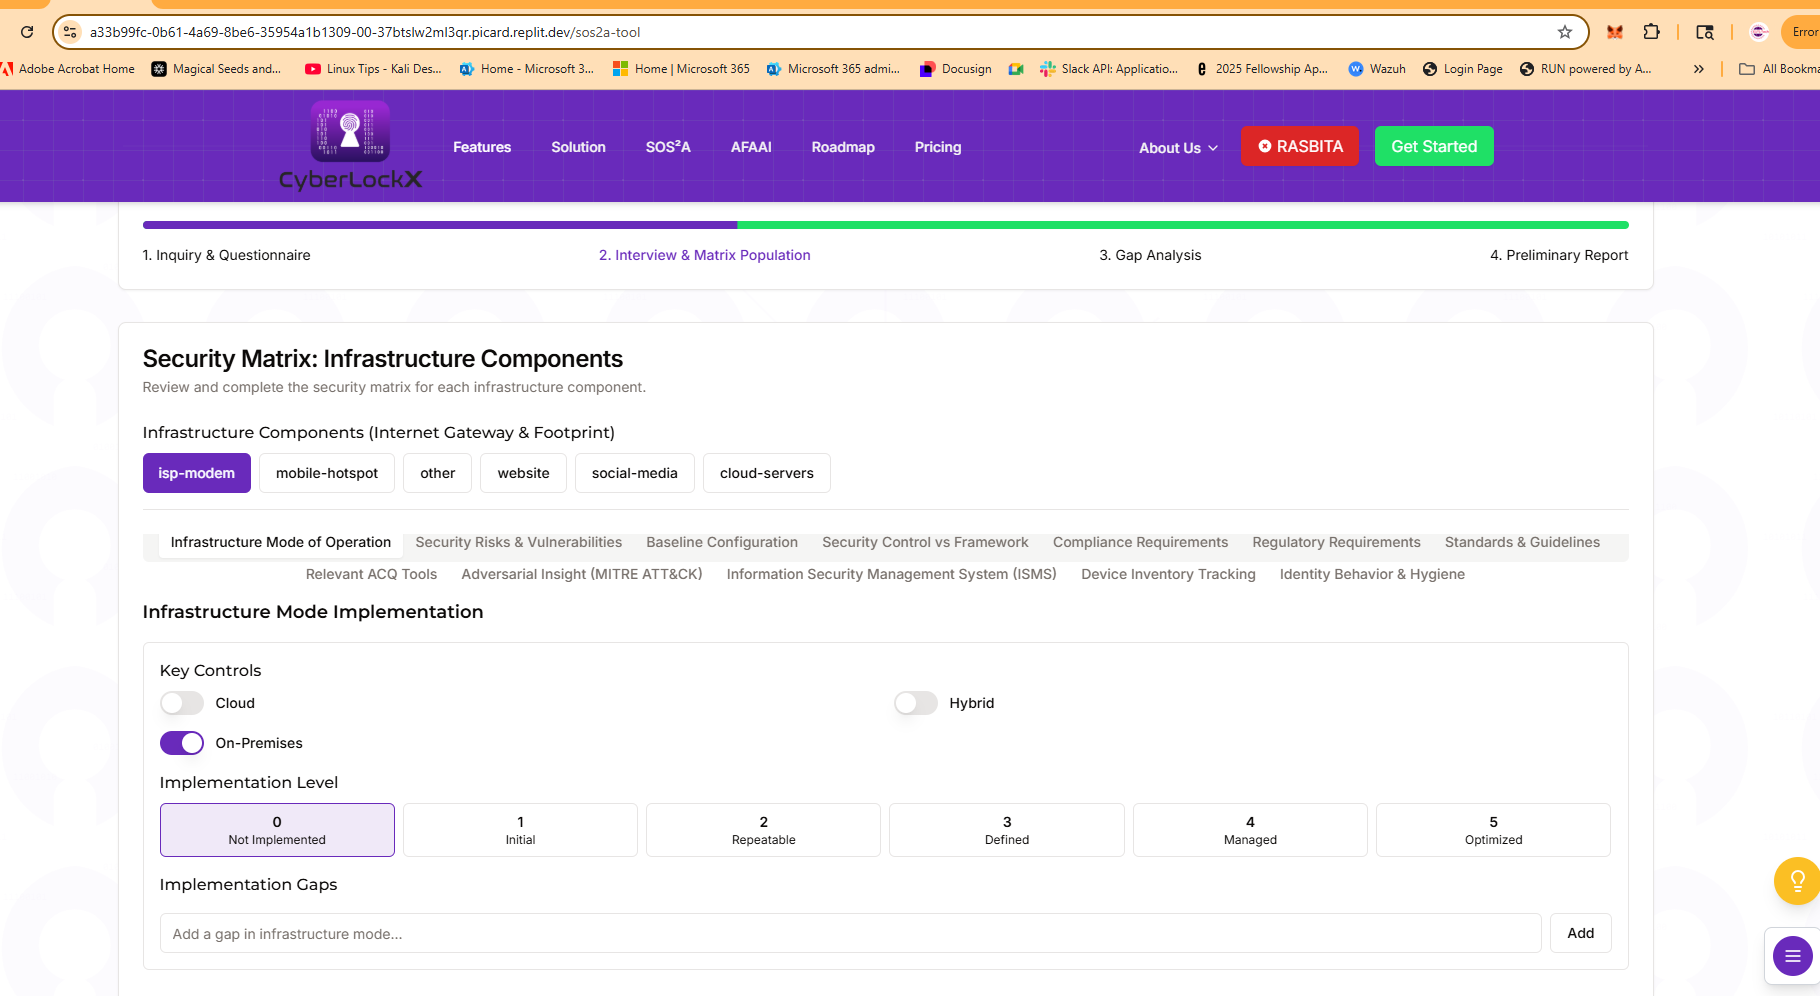 a33b99fc-0b61-4a69-8be6-35954a1b1309-00-37btslw2ml3qr.picard.replit.dev/sos2a-tool
Error
Adobe Acrobat Home Magical Seeds and... Linux Tips - Kali Des... Home - Microsoft 3... Home | Microsoft 365 Microsoft 365 admi... Docusign Slack API: Applicatio... 2025 Fellowship Ap... Wazuh Login Page RUN powered by A... » All Bookma
CyberLockX
Features Solution SOS²A AFAAI Roadmap Pricing About Us RASBITA Get Started
1. Inquiry & Questionnaire 2. Interview & Matrix Population 3. Gap Analysis 4. Preliminary Report
Security Matrix: Infrastructure Components
Review and complete the security matrix for each infrastructure component.
Infrastructure Components (Internet Gateway & Footprint)
isp-modem mobile-hotspot other website social-media cloud-servers
Infrastructure Mode of Operation Security Risks & Vulnerabilities Baseline Configuration Security Control vs Framework Compliance Requirements Regulatory Requirements Standards & Guidelines
Relevant ACQ Tools Adversarial Insight (MITRE ATT&CK) Information Security Management System (ISMS) Device Inventory Tracking Identity Behavior & Hygiene
Infrastructure Mode Implementation
Key Controls
Cloud Hybrid
On-Premises
Implementation Level
0 1 2 3 4 5
Not Implemented Initial Repeatable Defined Managed Optimized
Implementation Gaps
Add a gap in infrastructure mode... Add